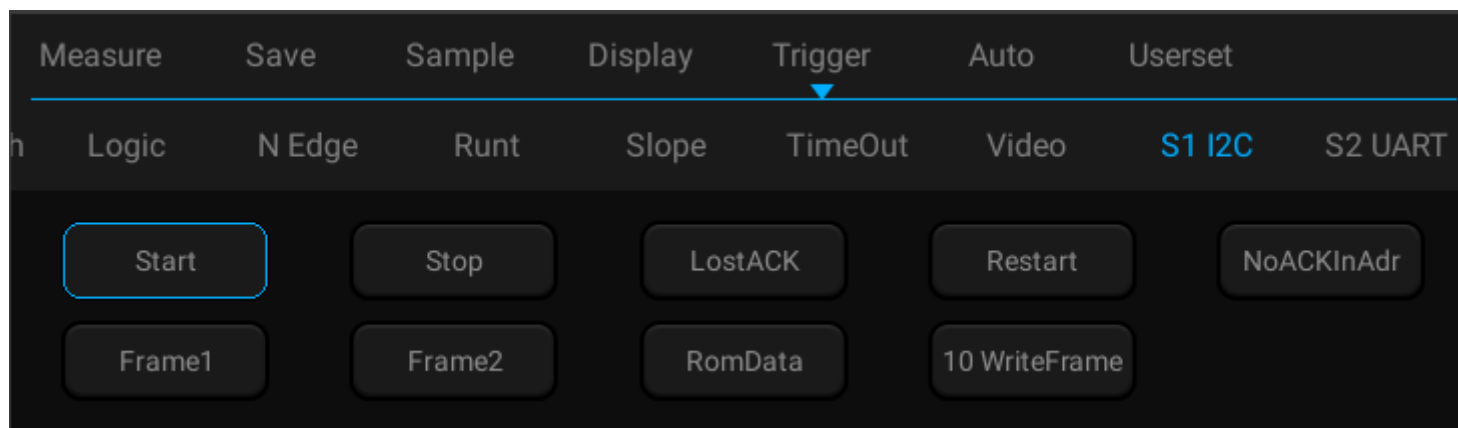 Measure Save Sample Display Trigger Auto Userset
h Logic N Edge Runt Slope TimeOut Video S1 I2C S2 UART
Start Stop LostACK Restart NoACKInAdr
Frame1 Frame2 RomData 10 WriteFrame